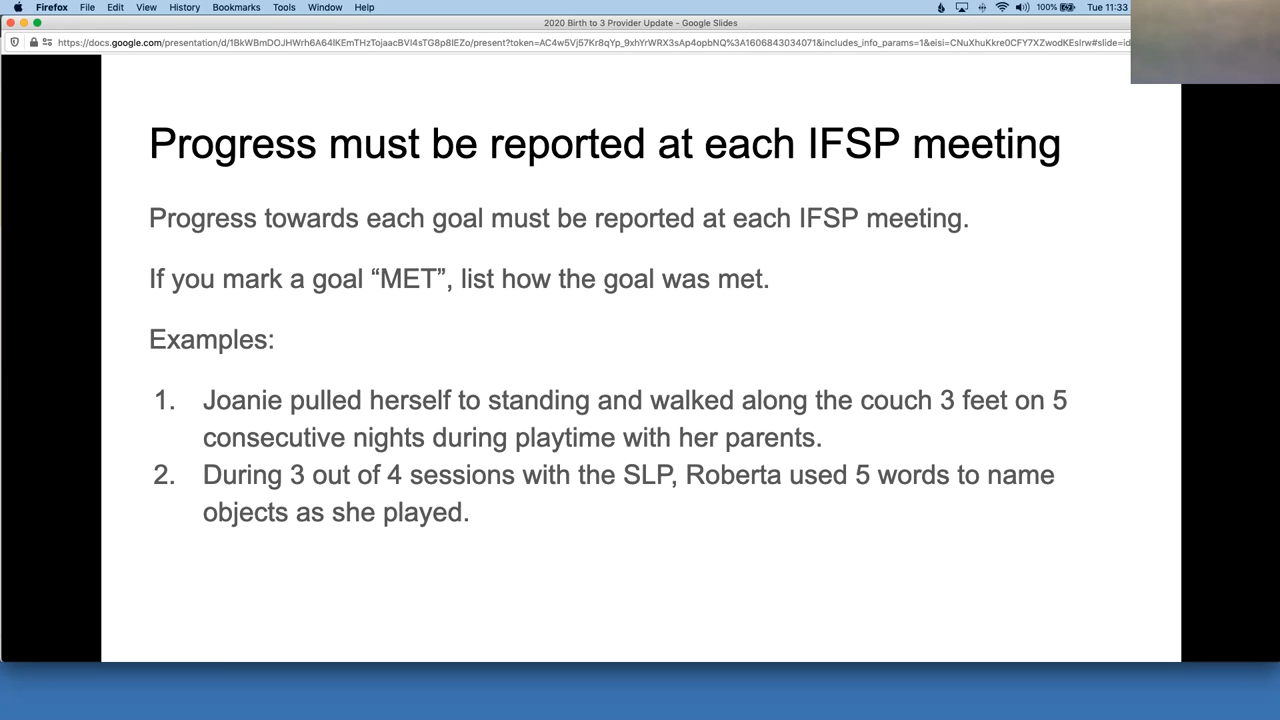 Firefox File Edit View History Bookmarks Tools Window Help 100% Tue 11:33
2020 Birth to 3 Provider Update - Google Slides
Progress must be reported at each IFSP meeting
Progress towards each goal must be reported at each IFSP meeting.
If you mark a goal “MET”, list how the goal was met.
Examples:
1. Joanie pulled herself to standing and walked along the couch 3 feet on 5
consecutive nights during playtime with her parents.
2. During 3 out of 4 sessions with the SLP, Roberta used 5 words to name
objects as she played.